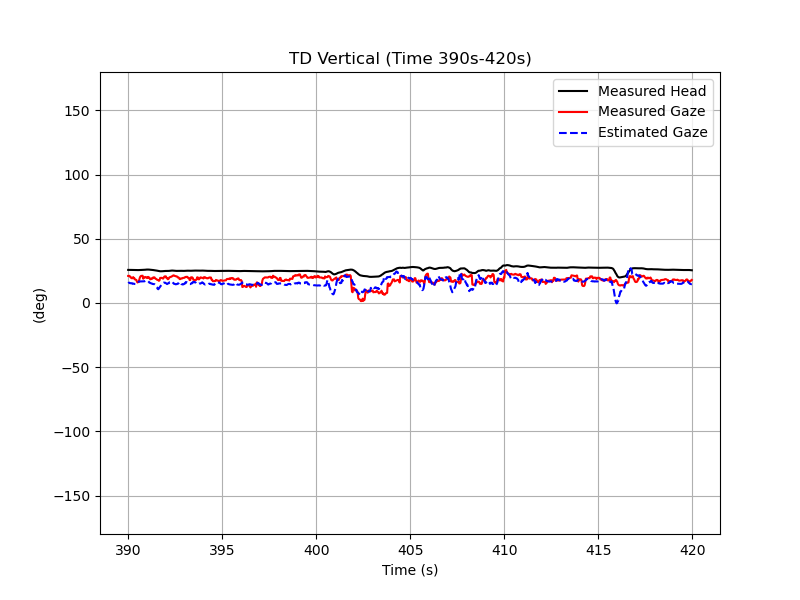 TD Vertical (Time 390s-420s)
Measured Head
Measured Gaze
Estimated Gaze
150
100
50
0
−50
−100
−150
(deg)
390
395
400
405
410
415
420
Time (s)